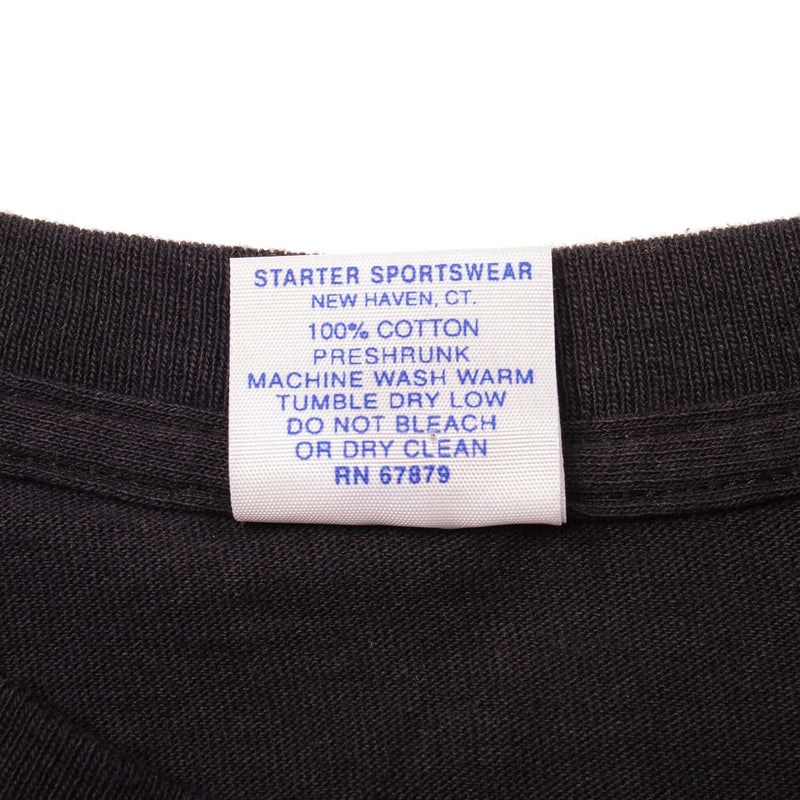 STARTER SPORTSWEAR
NEW HAVEN, CT.
100% COTTON
PRESHRUNK
MACHINE WASH WARM
TUMBLE DRY LOW
DO NOT BLEACH
OR DRY CLEAN
RN 67879